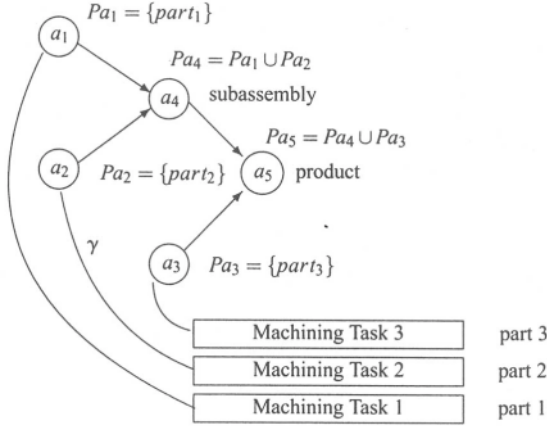 Pa₁ = {part₁}
a₁
Pa₄ = Pa₁ ∪ Pa₂
a₄ subassembly
Pa₅ = Pa₄ ∪ Pa₃
a₂ Pa₂ = {part₂} a₅ product
γ
a₃ Pa₃ = {part₃}
Machining Task 3 part 3
Machining Task 2 part 2
Machining Task 1 part 1